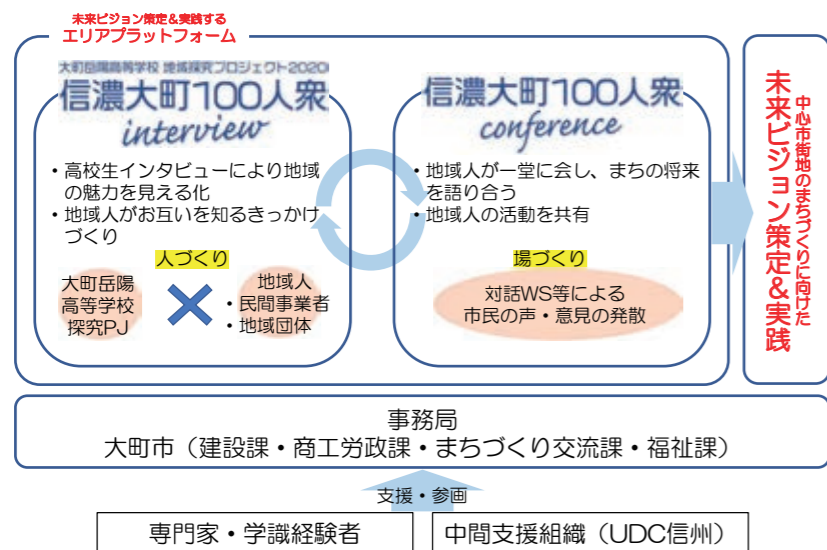 未来ビジョン策定&実践する
エリアプラットフォーム
大町岳陽高等学校 地域探究プロジェクト2020
信濃大町100人衆
interview
・高校生インタビューにより地域
の魅力を見える化
・地域人がお互いを知るきっかけ
づくり
人づくり
大町岳陽
高等学校
探究PJ
地域人
・民間事業者
・地域団体
信濃大町100人衆
conference
・地域人が一堂に会し、まちの将来
を語り合う
・地域人の活動を共有
場づくり
対話WS等による
市民の声・意見の発散
中心市街地のまちづくりに向けた
未来ビジョン策定&実践
事務局
大町市（建設課・商工労政課・まちづくり交流課・福祉課）
支援・参画
専門家・学識経験者
中間支援組織（UDC信州）